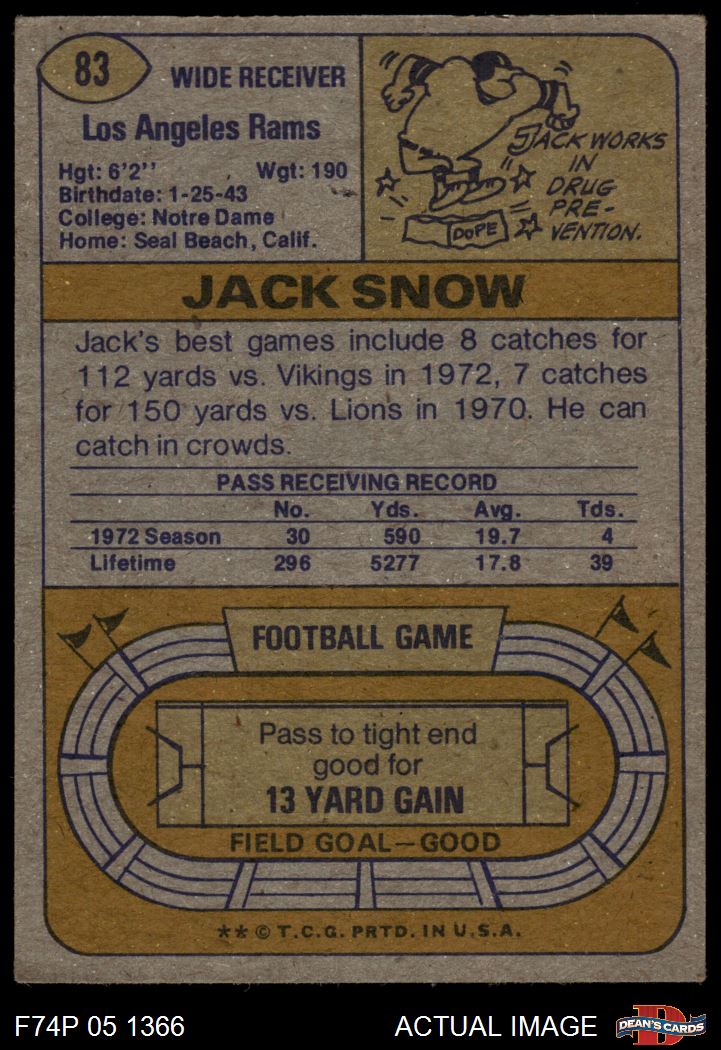 83
WIDE RECEIVER
Los Angeles Rams
Hgt: 6'2'' Wgt: 190
Birthdate: 1-25-43
College: Notre Dame
Home: Seal Beach, Calif.
JACK WORKS
IN
DRUG
PRE-
VENTION.
DOPE
JACK SNOW
Jack's best games include 8 catches for
112 yards vs. Vikings in 1972, 7 catches
for 150 yards vs. Lions in 1970. He can
catch in crowds.
PASS RECEIVING RECORD
No. Yds. Avg. Tds.
1972 Season 30 590 19.7 4
Lifetime 296 5277 17.8 39
FOOTBALL GAME
Pass to tight end
good for
13 YARD GAIN
FIELD GOAL—GOOD
** © T.C.G. PRTD. IN U.S.A.
F74P 05 1366 ACTUAL IMAGE
D
DEAN'S CARDS